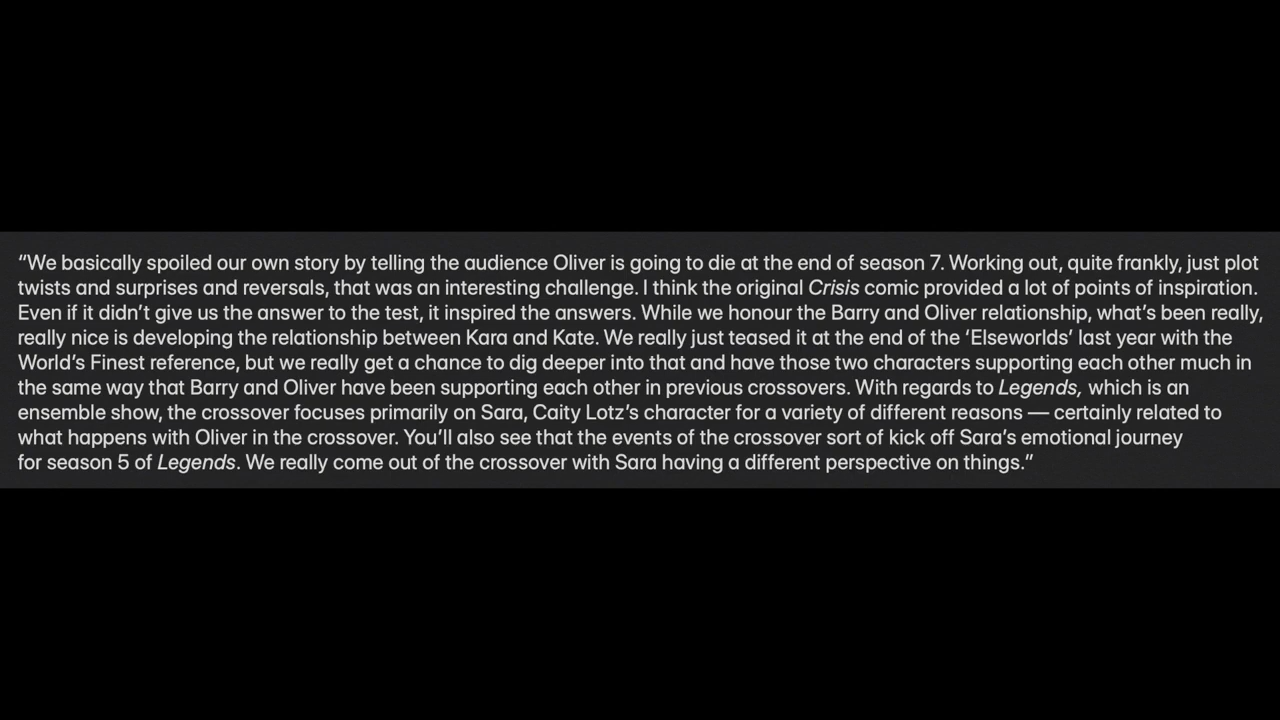 “We basically spoiled our own story by telling the audience Oliver is going to die at the end of season 7. Working out, quite frankly, just plot
twists and surprises and reversals, that was an interesting challenge. I think the original Crisis comic provided a lot of points of inspiration.
Even if it didn’t give us the answer to the test, it inspired the answers. While we honour the Barry and Oliver relationship, what’s been really,
really nice is developing the relationship between Kara and Kate. We really just teased it at the end of the ‘Elseworlds’ last year with the
World’s Finest reference, but we really get a chance to dig deeper into that and have those two characters supporting each other much in
the same way that Barry and Oliver have been supporting each other in previous crossovers. With regards to Legends, which is an
ensemble show, the crossover focuses primarily on Sara, Caity Lotz’s character for a variety of different reasons — certainly related to
what happens with Oliver in the crossover. You’ll also see that the events of the crossover sort of kick off Sara’s emotional journey
for season 5 of Legends. We really come out of the crossover with Sara having a different perspective on things.”